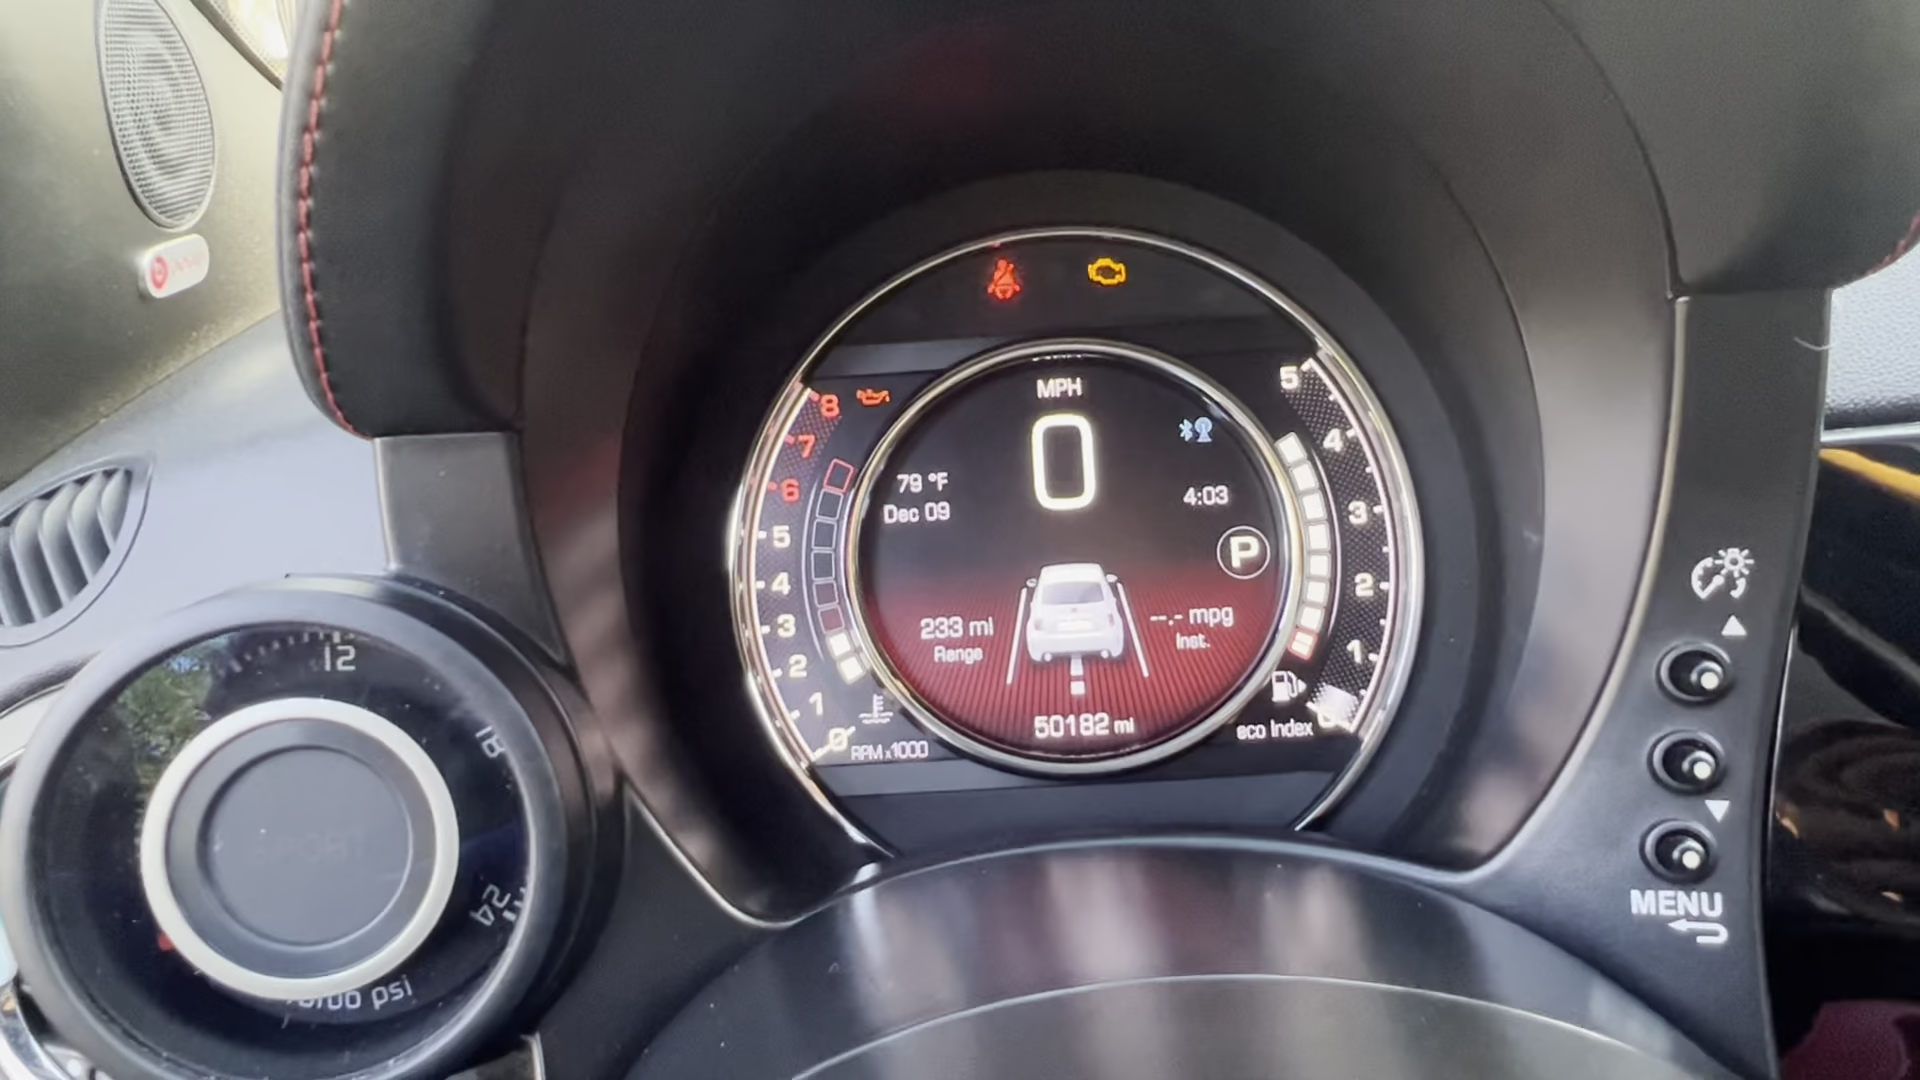 MPH
0
79 °F
Dec 09
4:03
P
233 mi
Range
--.- mpg
Inst.
50182 mi
8
7
6
5
4
3
2
1
0
RPM x1000
5
4
3
2
1
eco Index
12
18
24
psi
SPORT
MENU